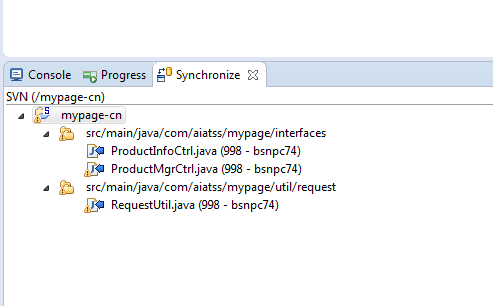 Console Progress Synchronize
SVN (/mypage-cn)
mypage-cn
src/main/java/com/aiatss/mypage/interfaces
ProductInfoCtrl.java (998 - bsnpc74)
ProductMgrCtrl.java (998 - bsnpc74)
src/main/java/com/aiatss/mypage/util/request
RequestUtil.java (998 - bsnpc74)